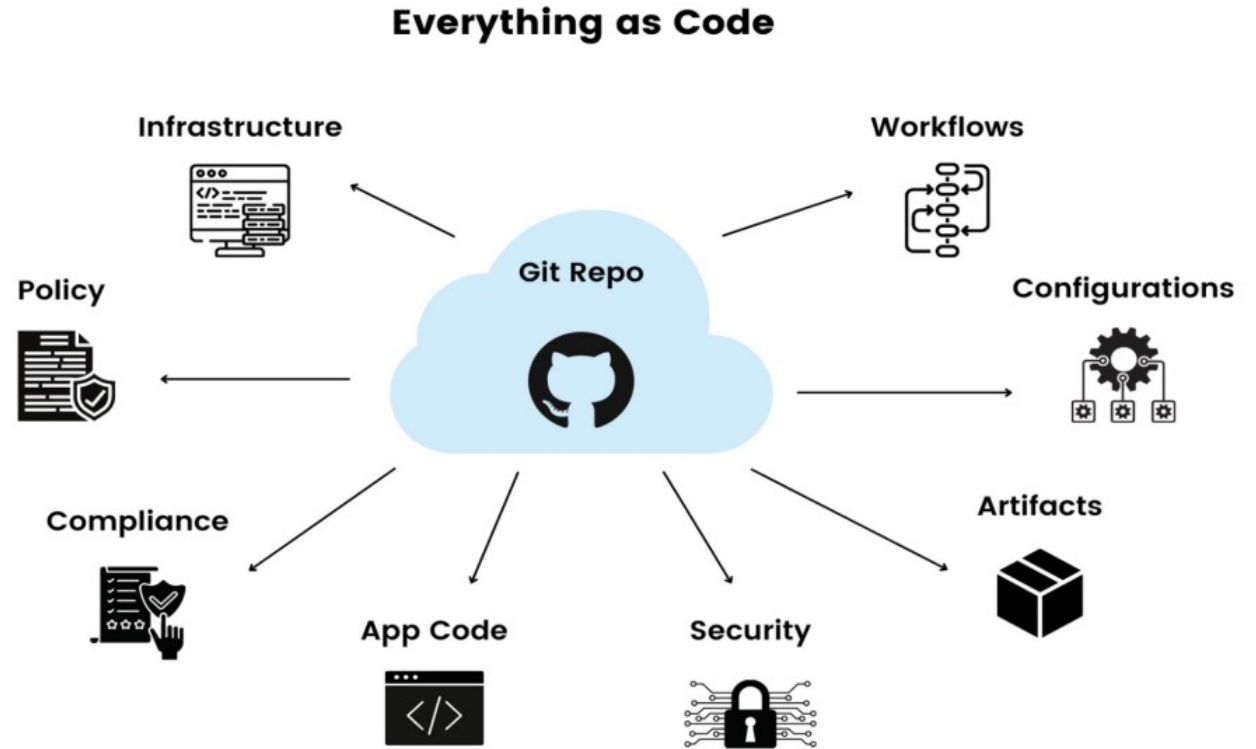 Everything as Code
Infrastructure
Workflows
Git Repo
Policy
Configurations
Compliance
Artifacts
App Code
Security